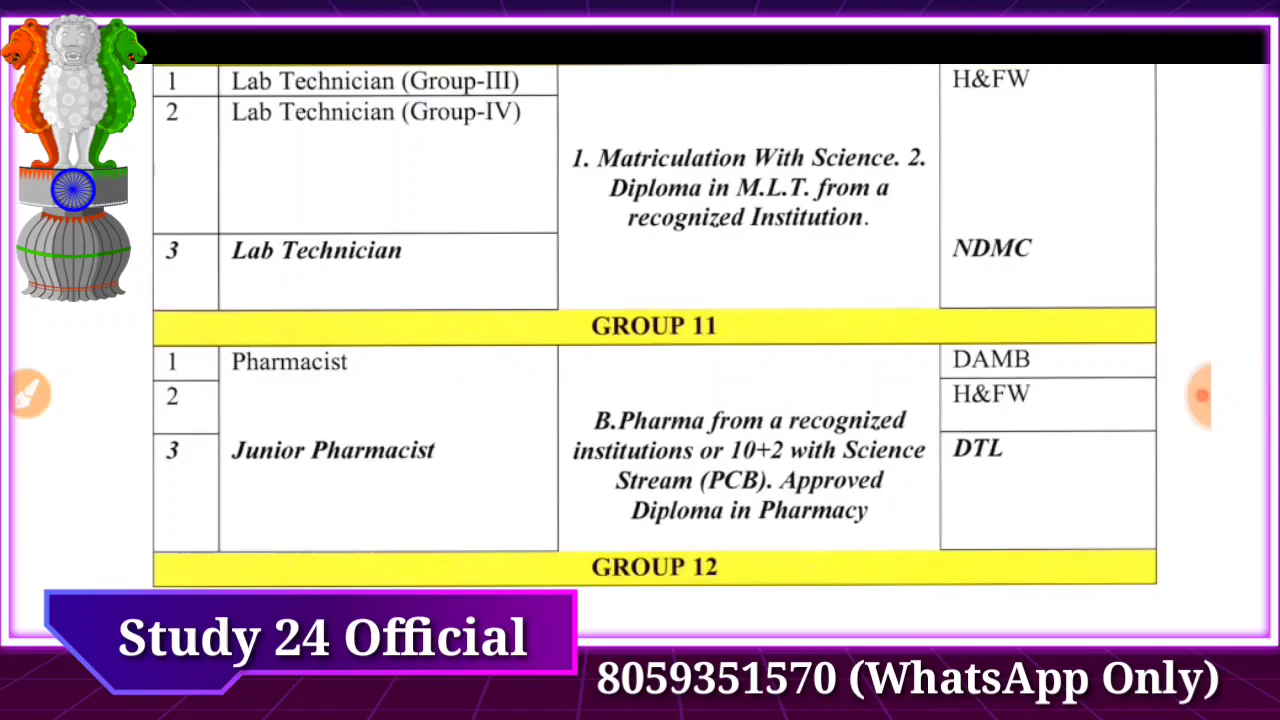 1 Lab Technician (Group-III) H&FW
2 Lab Technician (Group-IV)
1. Matriculation With Science. 2.
Diploma in M.L.T. from a
recognized Institution.
3 Lab Technician NDMC
GROUP 11
1 Pharmacist DAMB
2 H&FW
B.Pharma from a recognized
institutions or 10+2 with Science
Stream (PCB). Approved
Diploma in Pharmacy
3 Junior Pharmacist DTL
GROUP 12
Study 24 Official
8059351570 (WhatsApp Only)